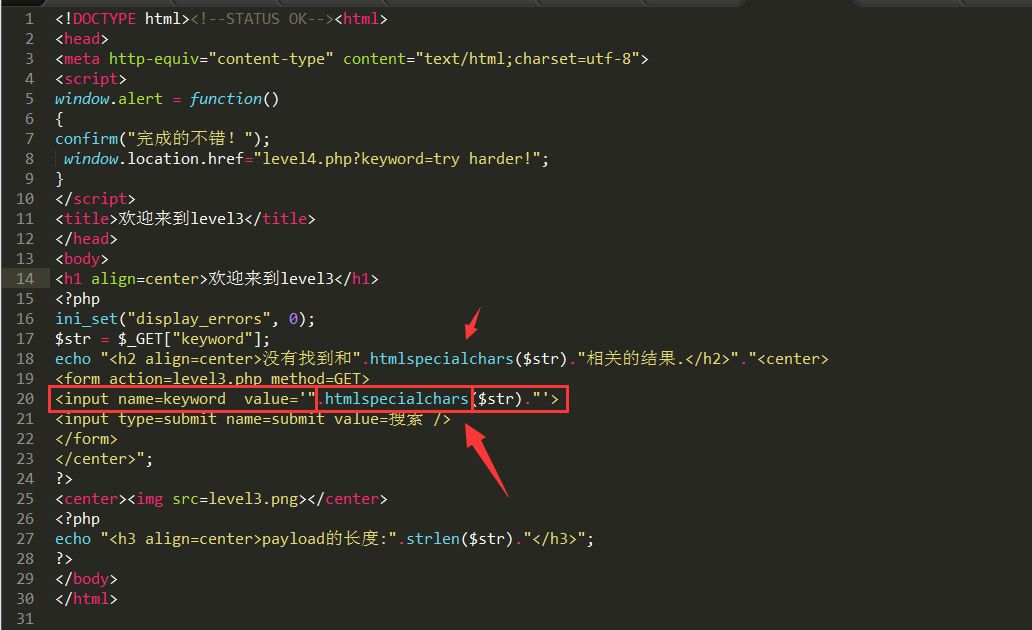 1 <!DOCTYPE html><!--STATUS OK--><html>
2 <head>
3 <meta http-equiv="content-type" content="text/html;charset=utf-8">
4 <script>
5 window.alert = function()
6 {
7 confirm("完成的不错！");
8  window.location.href="level4.php?keyword=try harder!";
9 }
10 </script>
11 <title>欢迎来到level3</title>
12 </head>
13 <body>
14 <h1 align=center>欢迎来到level3</h1>
15 <?php
16 ini_set("display_errors", 0);
17 $str = $_GET["keyword"];
18 echo "<h2 align=center>没有找到和".htmlspecialchars($str)."相关的结果.</h2>"."<center>
19 <form action=level3.php method=GET>
20 <input name=keyword  value='".htmlspecialchars($str)."'>
21 <input type=submit name=submit value=搜索 />
22 </form>
23 </center>";
24 ?>
25 <center><img src=level3.png></center>
26 <?php
27 echo "<h3 align=center>payload的长度:".strlen($str)."</h3>";
28 ?>
29 </body>
30 </html>
31